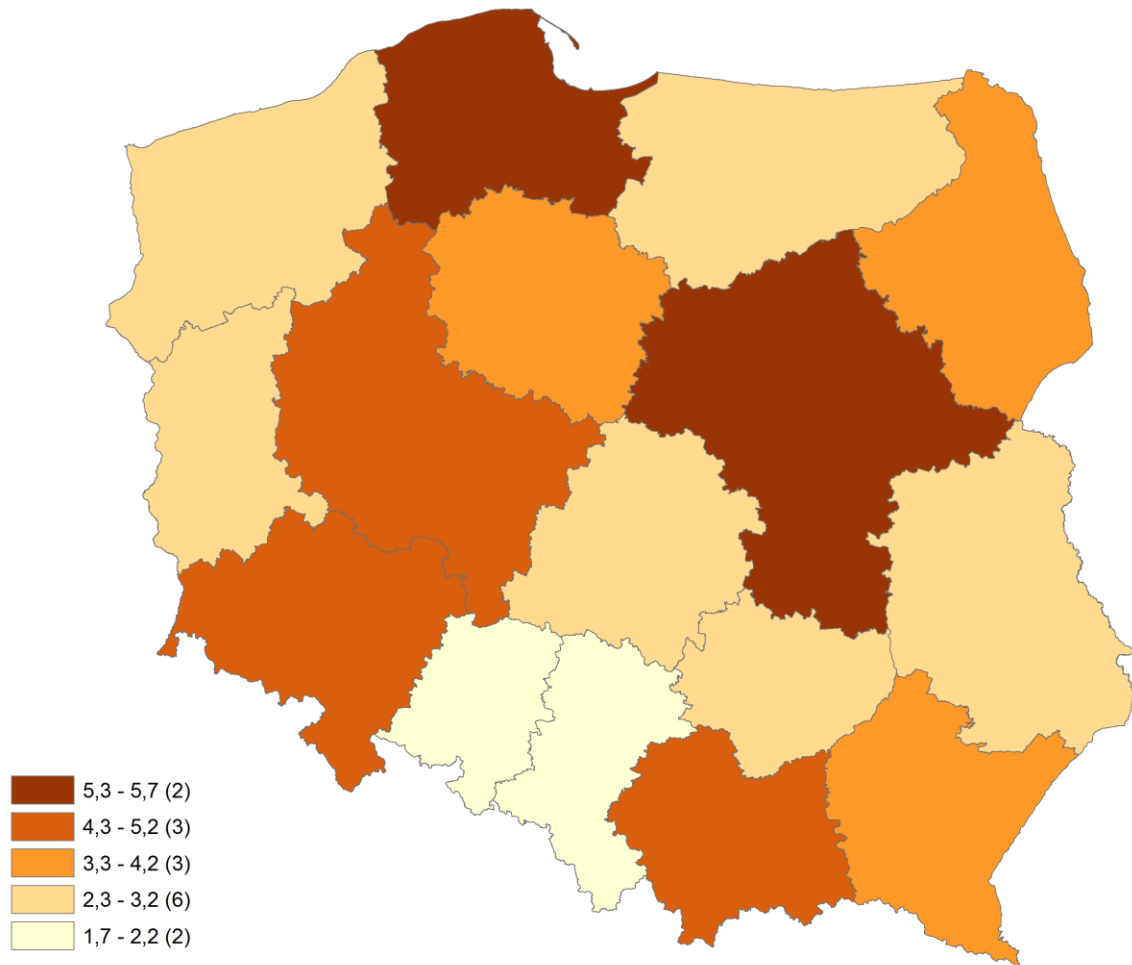 5,3 - 5,7 (2)
4,3 - 5,2 (3)
3,3 - 4,2 (3)
2,3 - 3,2 (6)
1,7 - 2,2 (2)